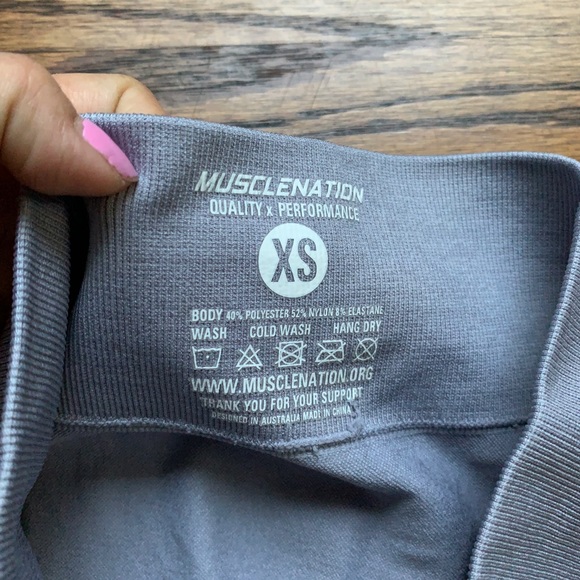 MUSCLENATION
QUALITY x PERFORMANCE
XS
BODY 40% POLYESTER 52% NYLON 8% ELASTANE
WASH COLD WASH HANG DRY
WWW.MUSCLENATION.ORG
THANK YOU FOR YOUR SUPPORT
DESIGNED IN AUSTRALIA MADE IN CHINA